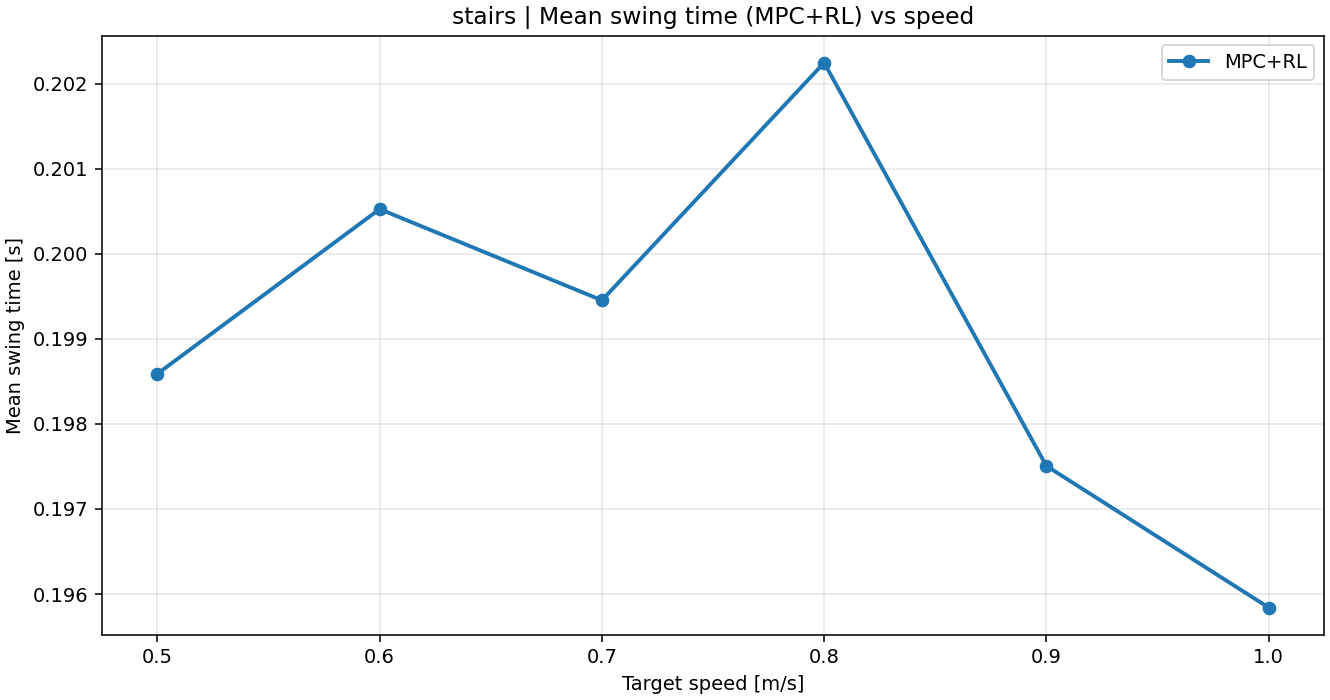 stairs | Mean swing time (MPC+RL) vs speed
MPC+RL
Mean swing time [s]
0.202
0.201
0.200
0.199
0.198
0.197
0.196
0.5 0.6 0.7 0.8 0.9 1.0
Target speed [m/s]